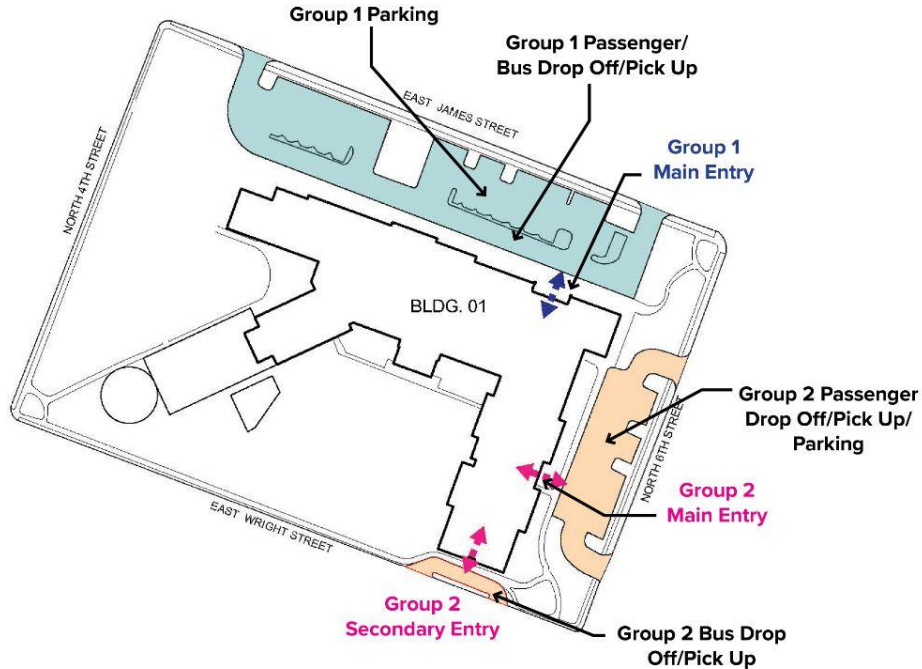 Group 1 Parking
Group 1 Passenger/
Bus Drop Off/Pick Up
EAST JAMES STREET
Group 1
Main Entry
NORTH 4TH STREET
BLDG. 01
Group 2 Passenger
Drop Off/Pick Up/
Parking
NORTH 6TH STREET
Group 2
Main Entry
EAST WRIGHT STREET
Group 2
Secondary Entry
Group 2 Bus Drop
Off/Pick Up